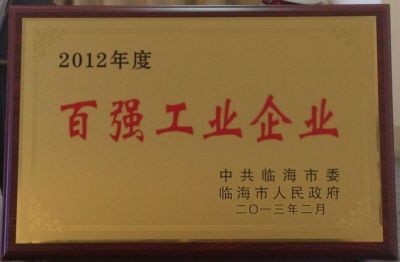 2012年度
百强工业企业
中共临海市委
临海市人民政府
二〇一三年二月